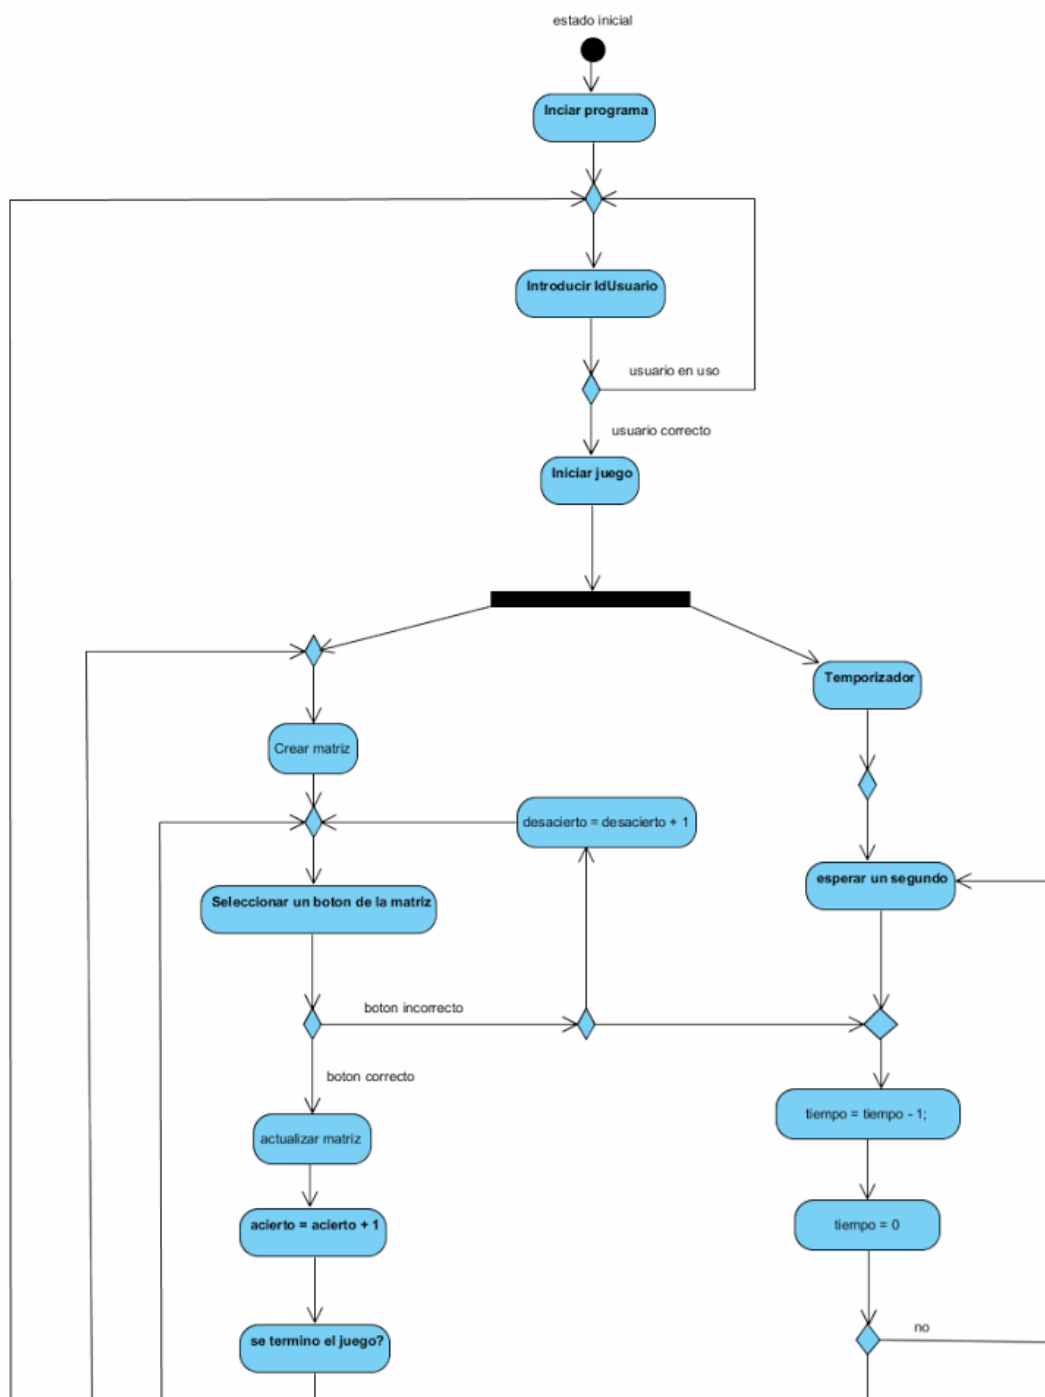 estado inicial
Inciar programa
Introducir IdUsuario
usuario en uso
usuario correcto
Iniciar juego
Temporizador
Crear matriz
desacierto = desacierto + 1
esperar un segundo
Seleccionar un boton de la matriz
boton incorrecto
boton correcto
tiempo = tiempo - 1;
actualizar matriz
acierto = acierto + 1
tiempo = 0
no
se termino el juego?